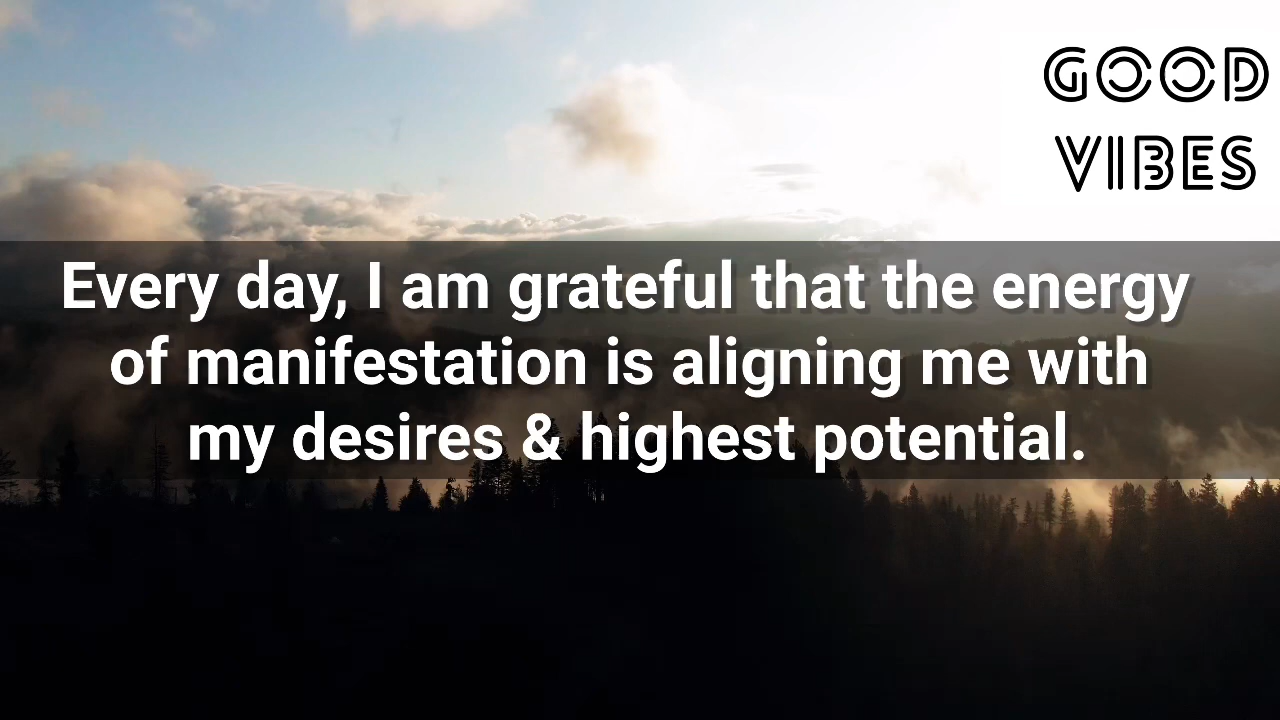 GOOD
VIBES
Every day, I am grateful that the energy
of manifestation is aligning me with
my desires & highest potential.